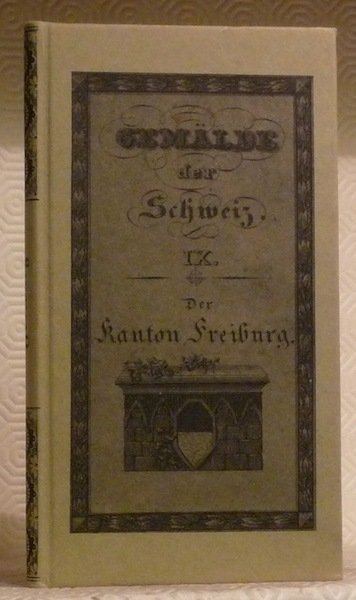 GEMÄLDE
der
Schweiz.
IX.
Der
Kanton Freiburg.